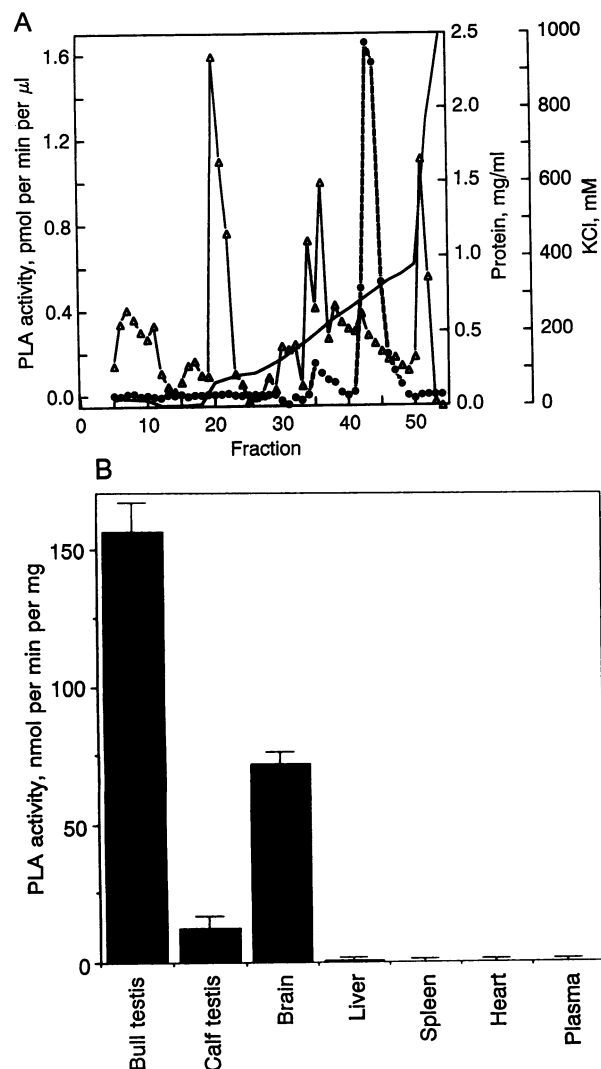 A
PLA activity, pmol per min per µl
1.6
1.2
0.8
0.4
0.0
0 10 20 30 40 50
Fraction
2.5
2.0
1.5
1.0
0.5
0.0
Protein, mg/ml
1000
800
600
400
200
0
KCl, mM
B
PLA activity, nmol per min per mg
150
100
50
0
Bull testis
Calf testis
Brain
Liver
Spleen
Heart
Plasma